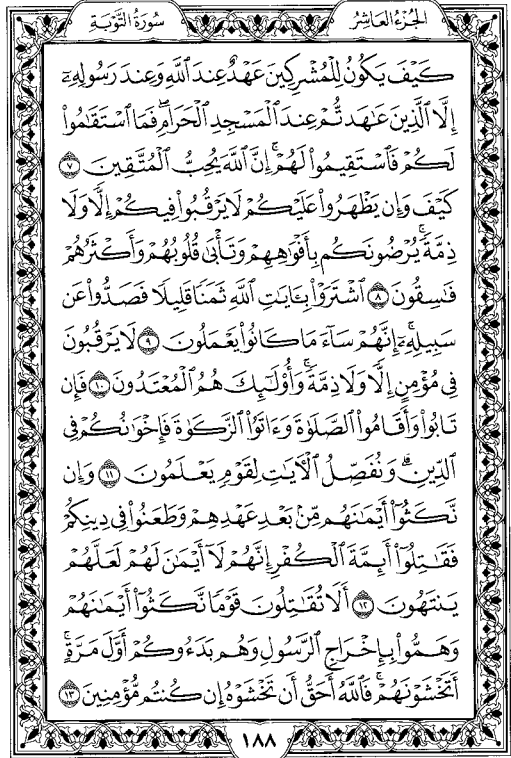 الجُزْءُ العَاشِرُ
سُورَةُ التَّوْبَةِ
كَيْفَ يَكُونُ لِلْمُشْرِكِينَ عَهْدٌ عِندَ ٱللَّهِ وَعِندَ رَسُولِهِۦٓ
إِلَّا ٱلَّذِينَ عَٰهَدتُّمْ عِندَ ٱلْمَسْجِدِ ٱلْحَرَامِۖ فَمَا ٱسْتَقَٰمُوا۟
لَكُمْ فَٱسْتَقِيمُوا۟ لَهُمْۚ إِنَّ ٱللَّهَ يُحِبُّ ٱلْمُتَّقِينَ ٧
كَيْفَ وَإِن يَظْهَرُوا۟ عَلَيْكُمْ لَا يَرْقُبُوا۟ فِيكُمْ إِلًّا وَلَا
ذِمَّةًۚ يُرْضُونَكُم بِأَفْوَٰهِهِمْ وَتَأْبَىٰ قُلُوبُهُمْ وَأَكْثَرُهُمْ
فَٰسِقُونَ ٨ ٱشْتَرَوْا۟ بِـَٔايَٰتِ ٱللَّهِ ثَمَنًا قَلِيلًا فَصَدُّوا۟ عَن
سَبِيلِهِۦٓۚ إِنَّهُمْ سَآءَ مَا كَانُوا۟ يَعْمَلُونَ ٩ لَا يَرْقُبُونَ
فِى مُؤْمِنٍ إِلًّا وَلَا ذِمَّةًۚ وَأُو۟لَٰٓئِكَ هُمُ ٱلْمُعْتَدُونَ ١٠ فَإِن
تَابُوا۟ وَأَقَامُوا۟ ٱلصَّلَوٰةَ وَءَاتَوُا۟ ٱلزَّكَوٰةَ فَإِخْوَٰنُكُمْ فِى
ٱلدِّينِۗ وَنُفَصِّلُ ٱلْـَٔايَٰتِ لِقَوْمٍ يَعْلَمُونَ ١١ وَإِن
نَّكَثُوٓا۟ أَيْمَٰنَهُم مِّنۢ بَعْدِ عَهْدِهِمْ وَطَعَنُوا۟ فِى دِينِكُمْ
فَقَٰتِلُوٓا۟ أَئِمَّةَ ٱلْكُفْرِۙ إِنَّهُمْ لَآ أَيْمَٰنَ لَهُمْ لَعَلَّهُمْ
يَنتَهُونَ ١٢ أَلَا تُقَٰتِلُونَ قَوْمًا نَّكَثُوٓا۟ أَيْمَٰنَهُمْ
وَهَمُّوا۟ بِإِخْرَاجِ ٱلرَّسُولِ وَهُم بَدَءُوكُمْ أَوَّلَ مَرَّةٍۚ
أَتَخْشَوْنَهُمْۚ فَٱللَّهُ أَحَقُّ أَن تَخْشَوْهُ إِن كُنتُم مُّؤْمِنِينَ ١٣
١٨٨